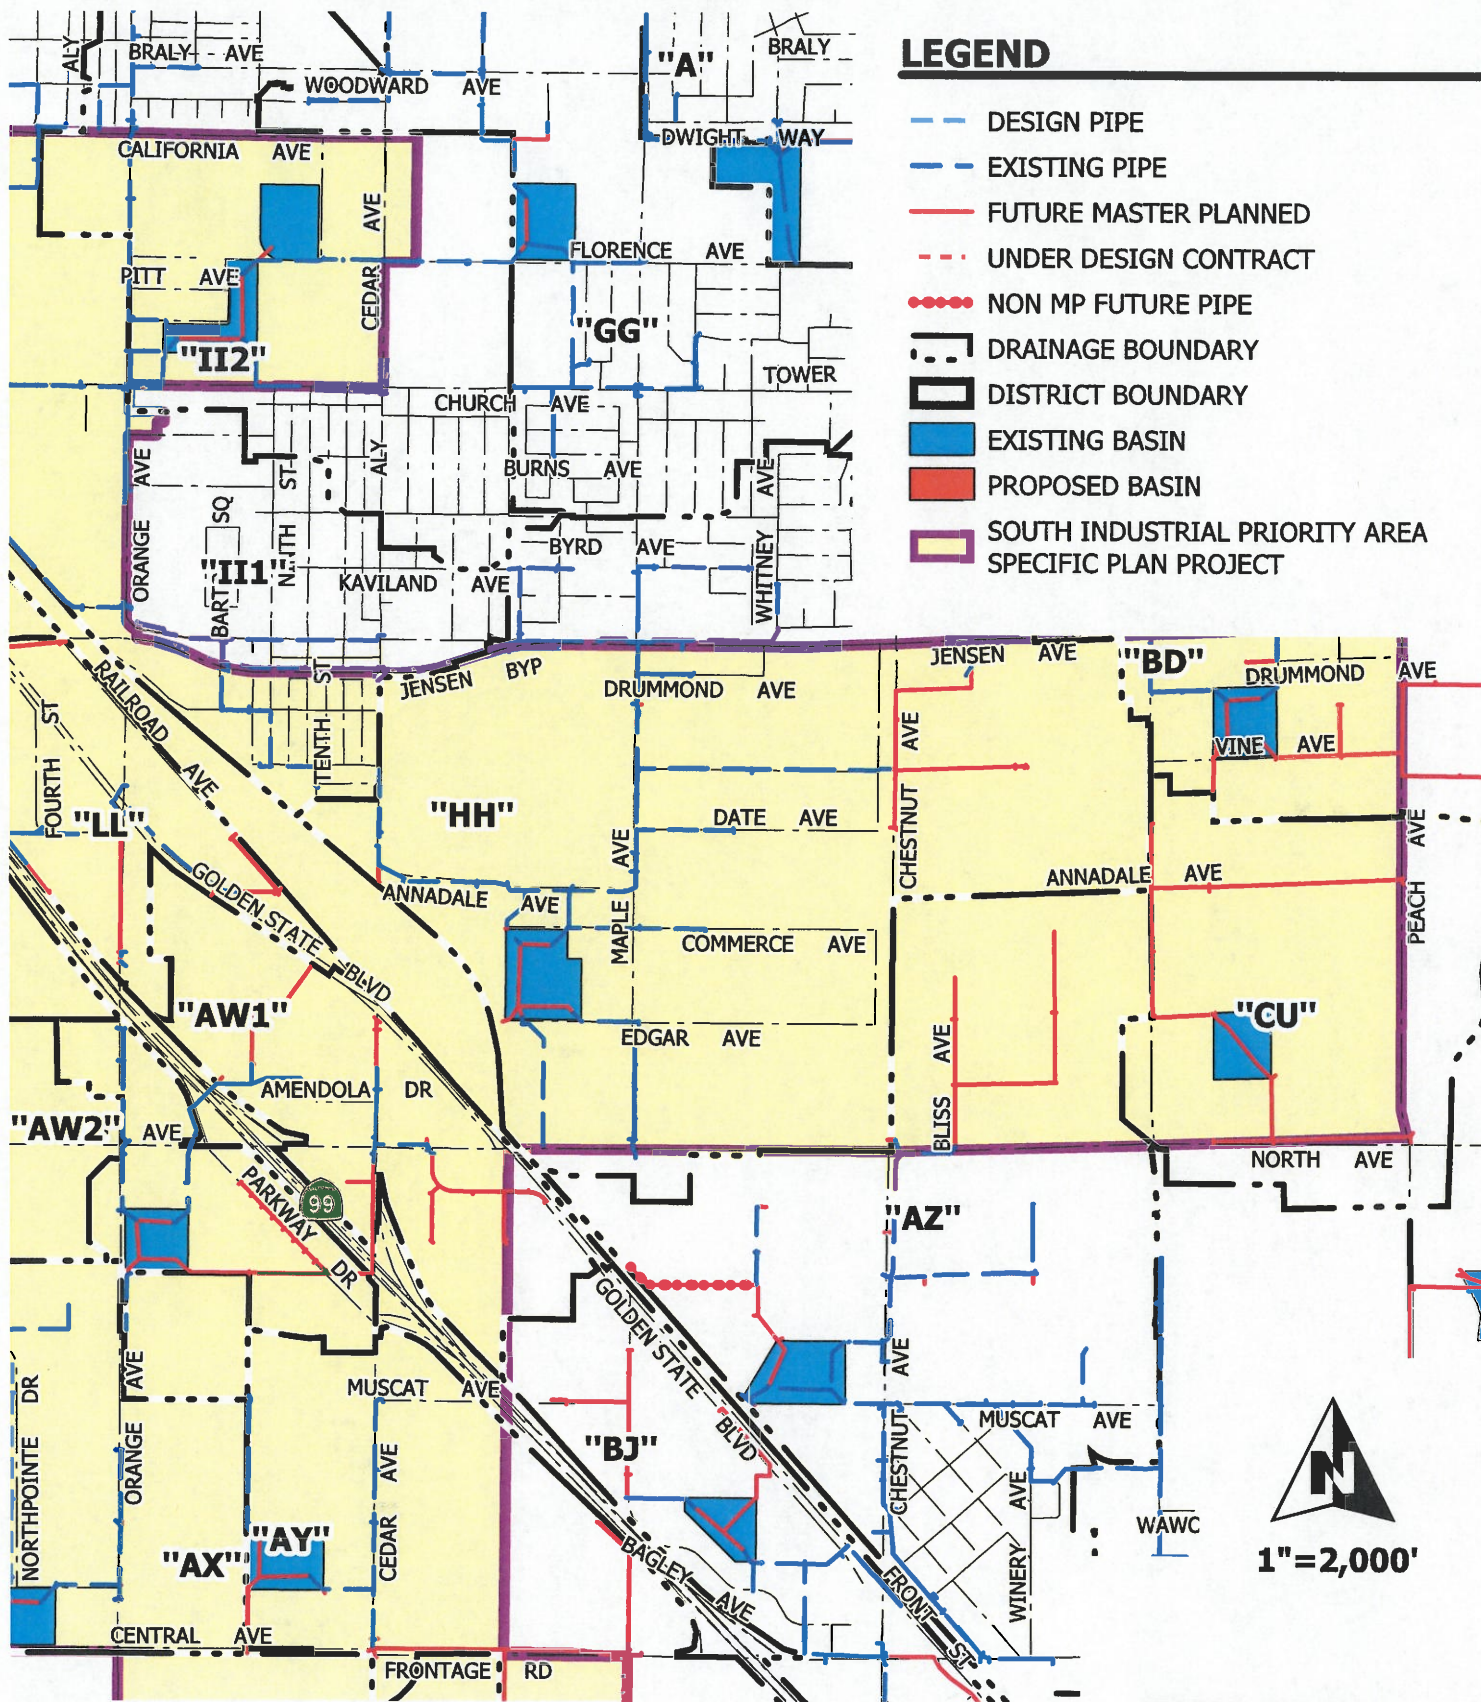 LEGEND
DESIGN PIPE
EXISTING PIPE
FUTURE MASTER PLANNED
UNDER DESIGN CONTRACT
NON MP FUTURE PIPE
DRAINAGE BOUNDARY
DISTRICT BOUNDARY
EXISTING BASIN
PROPOSED BASIN
SOUTH INDUSTRIAL PRIORITY AREA
SPECIFIC PLAN PROJECT
ALY
BRALY AVE
"A"
BRALY
WOODWARD AVE
DWIGHT WAY
CALIFORNIA AVE
CEDAR AVE
FLORENCE AVE
PITT AVE
"GG"
"II2"
TOWER
CHURCH AVE
ORANGE AVE
ST
ALY
BURNS AVE
AVE
BART SQ
NINTH
BYRD AVE
WHITNEY
"II1"
KAVILAND AVE
JENSEN BYP
JENSEN AVE
"BD"
DRUMMOND AVE
DRUMMOND AVE
RAILROAD AVE
FOURTH ST
TENTH ST
CHESTNUT AVE
VINE AVE
"HH"
DATE AVE
"LL"
PEACH AVE
GOLDEN STATE BLVD
ANNADALE AVE
ANNADALE AVE
MAPLE AVE
COMMERCE AVE
"AW1"
"CU"
EDGAR AVE
BLISS AVE
AMENDOLA DR
"AW2"
AVE
NORTH AVE
PARKWAY DR
99
"AZ"
GOLDEN STATE BLVD
NORTHPOINTE DR
ORANGE AVE
MUSCAT AVE
CHESTNUT AVE
MUSCAT AVE
"BJ"
CEDAR AVE
WINERY AVE
N
WAWC
1"=2,000'
"AY"
"AX"
BAGLEY AVE
FRONT ST
CENTRAL AVE
FRONTAGE RD